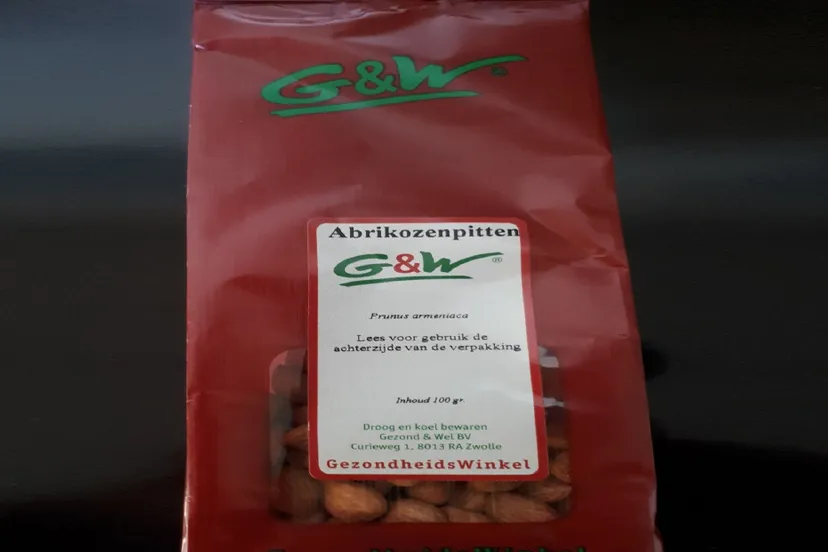 G&W
Abrikozenpitten
G&W®
Prunus armeniaca
Lees voor gebruik de
achterzijde van de verpakking
Inhoud 100 gr.
Droog en koel bewaren
Gezond & Wel BV
Curieweg 1, 8013 RA Zwolle
GezondheidsWinkel